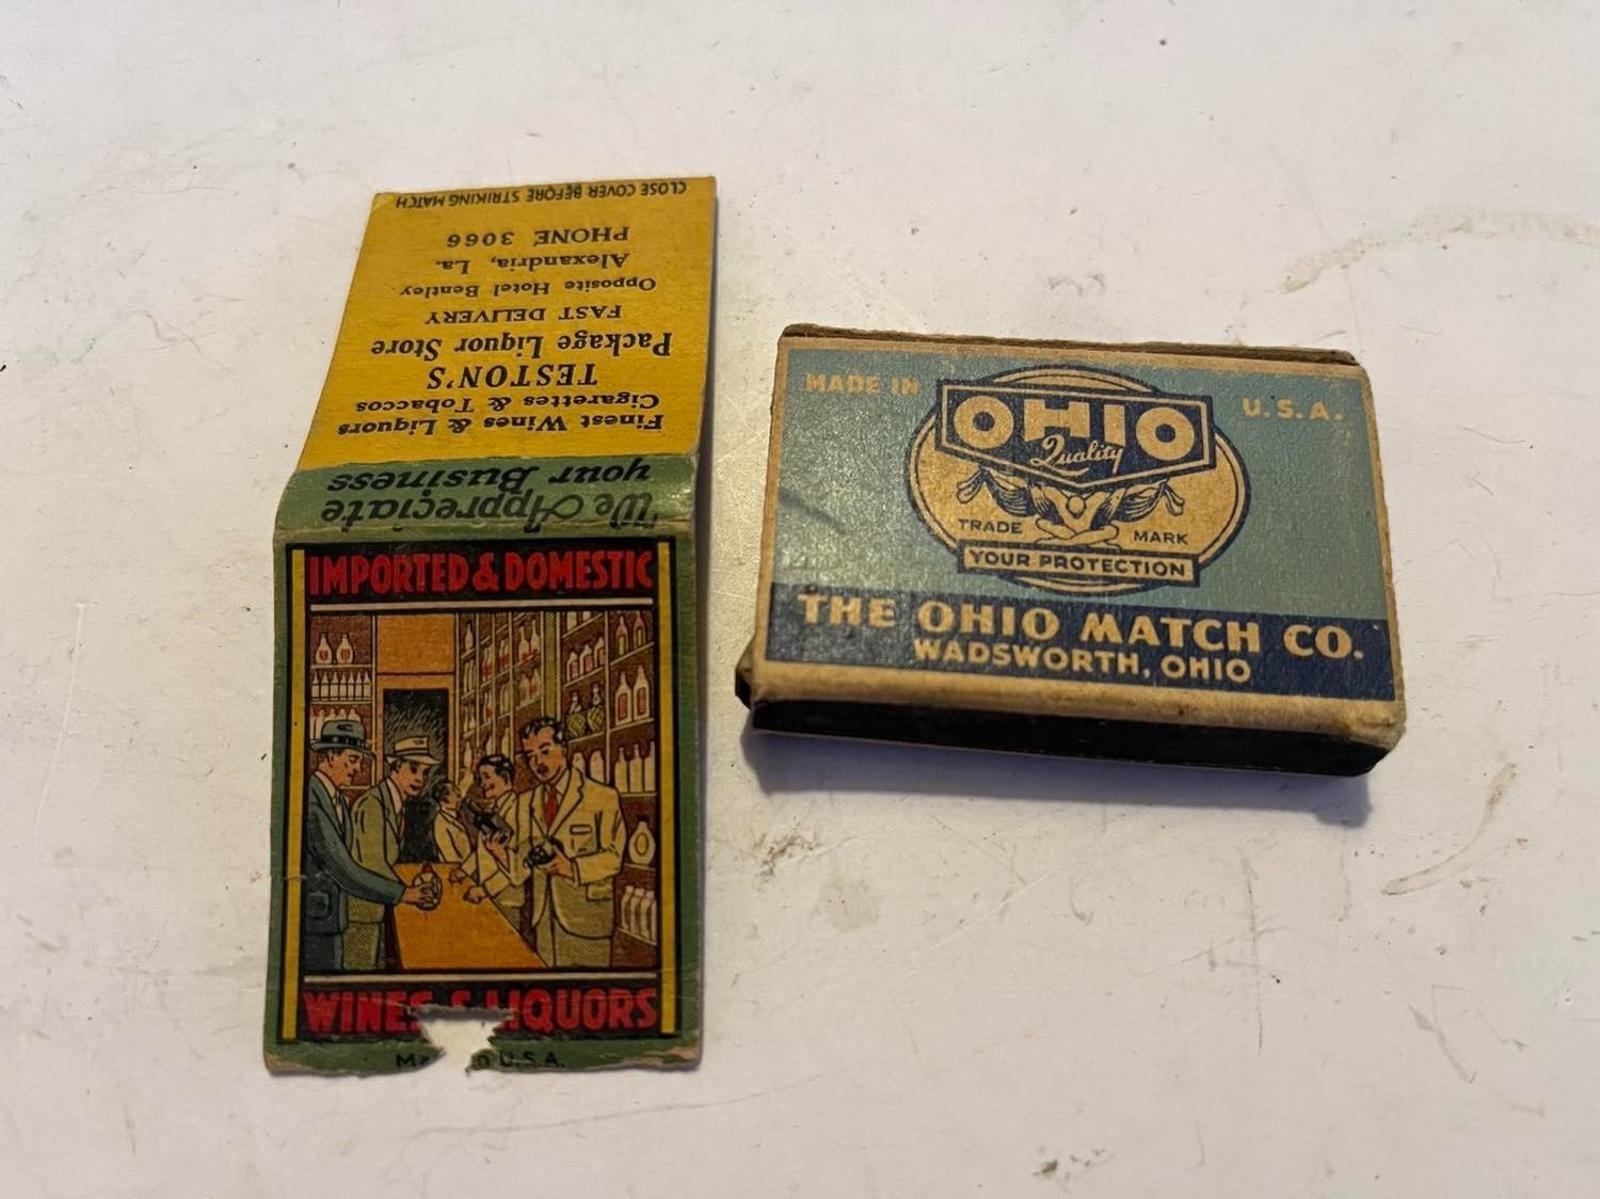 CLOSE COVER BEFORE STRIKING MATCH
Finest Wines & Liquors
Cigarettes & Tobaccos
TESTON'S
Package Liquor Store
FAST DELIVERY
Opposite Hotel Bentley
Alexandria, La.
PHONE 3066
"We Appreciate
your Business
IMPORTED & DOMESTIC
WINES & LIQUORS
U.S.A.
MADE IN U.S.A.
OHIO
Quality
TRADE MARK
YOUR PROTECTION
THE OHIO MATCH CO.
WADSWORTH, OHIO